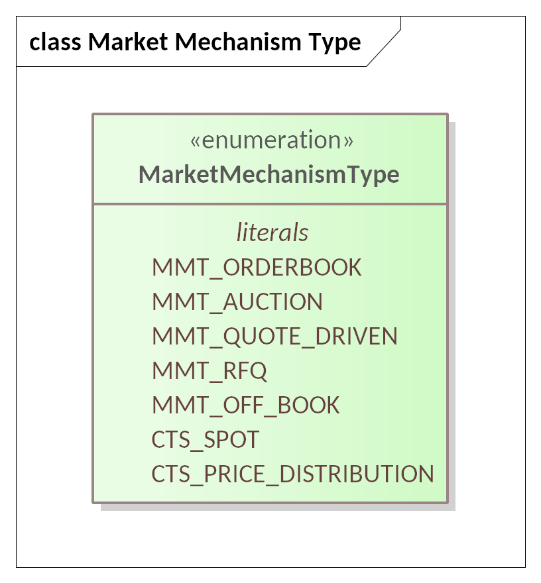 class Market Mechanism Type
«enumeration»
MarketMechanismType
literals
MMT_ORDERBOOK
MMT_AUCTION
MMT_QUOTE_DRIVEN
MMT_RFQ
MMT_OFF_BOOK
CTS_SPOT
CTS_PRICE_DISTRIBUTION